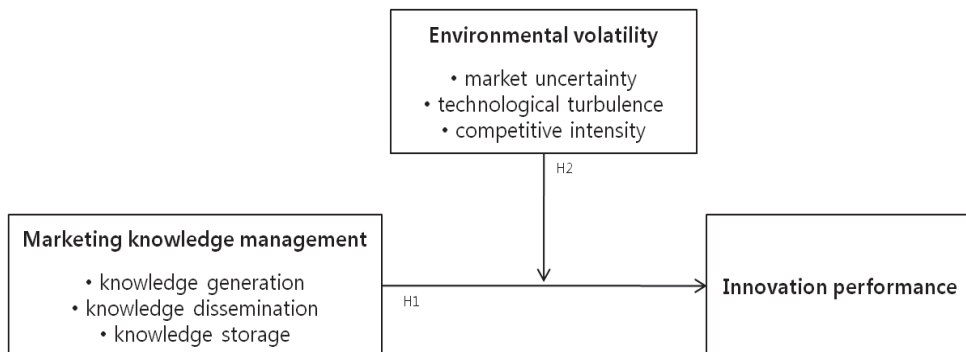 Environmental volatility
• market uncertainty
• technological turbulence
• competitive intensity
H2
Marketing knowledge management
• knowledge generation
• knowledge dissemination
• knowledge storage
H1
Innovation performance